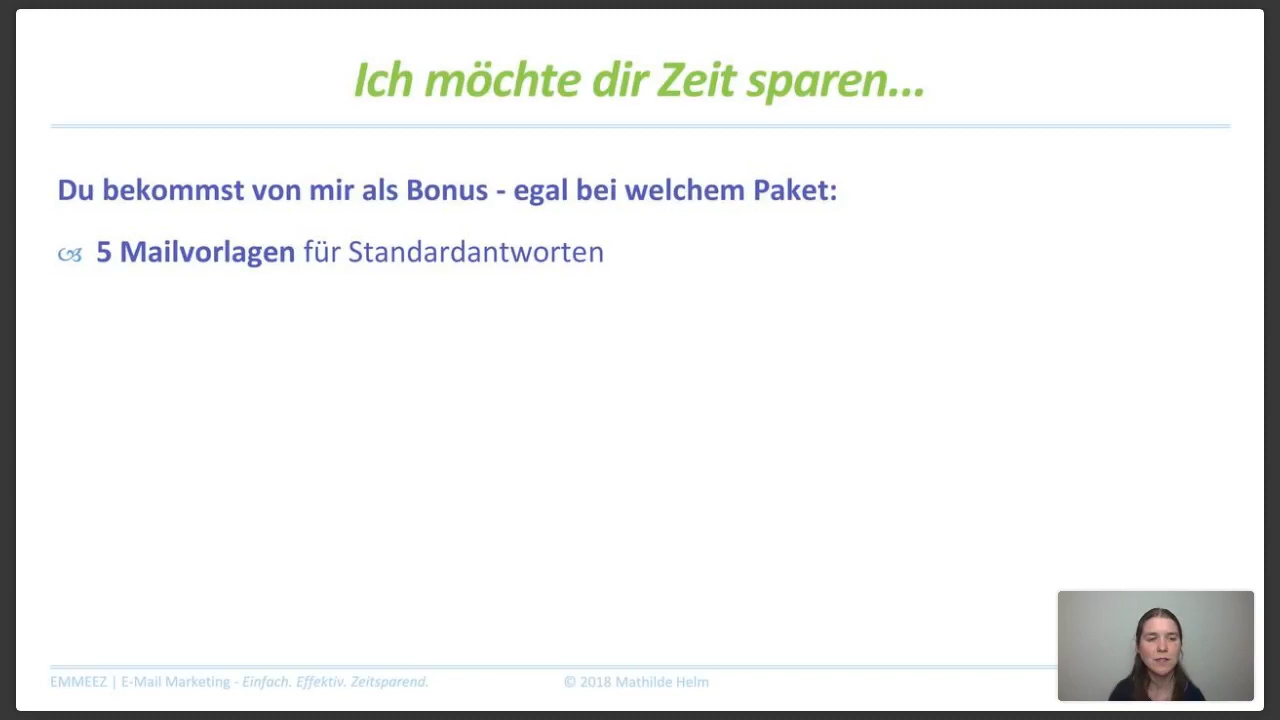 Ich möchte dir Zeit sparen...
Du bekommst von mir als Bonus - egal bei welchem Paket:
5 Mailvorlagen für Standardantworten
EMMEEZ | E-Mail Marketing - Einfach. Effektiv. Zeitsparend.
© 2018 Mathilde Helm